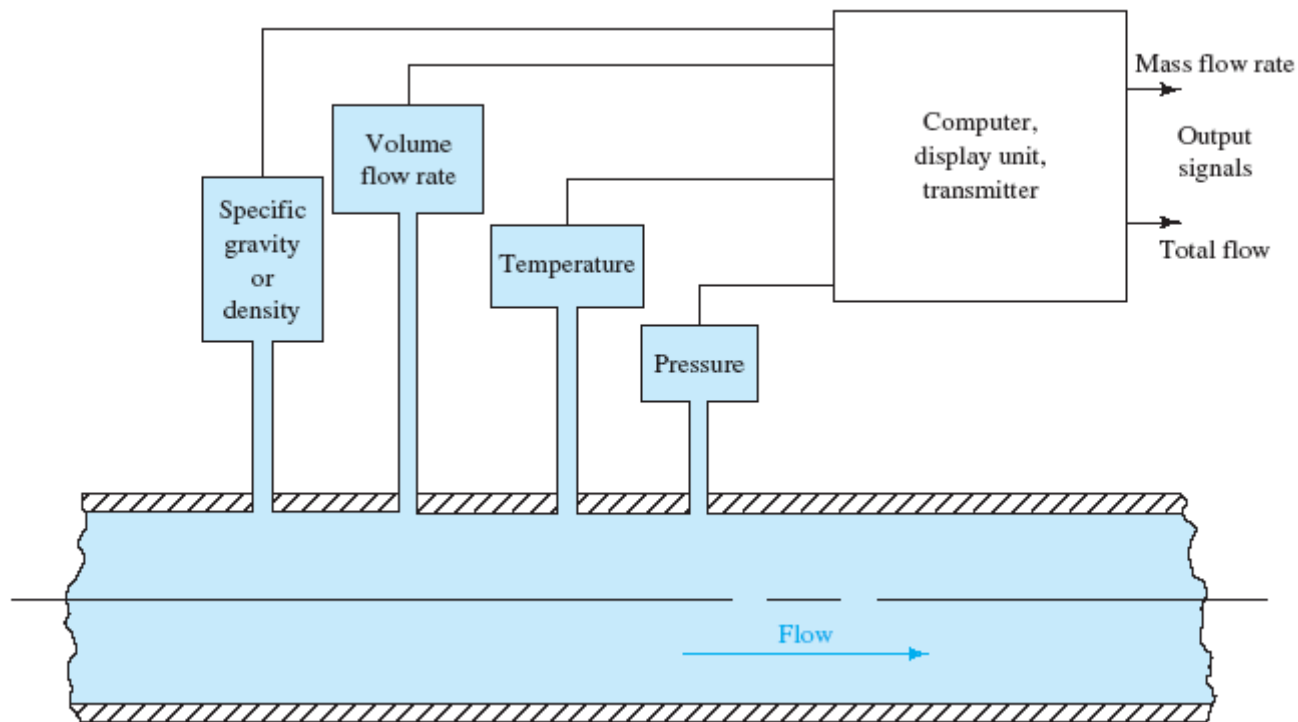 Specific
gravity
or
density
Volume
flow rate
Temperature
Pressure
Computer,
display unit,
transmitter
Mass flow rate
Output
signals
Total flow
Flow